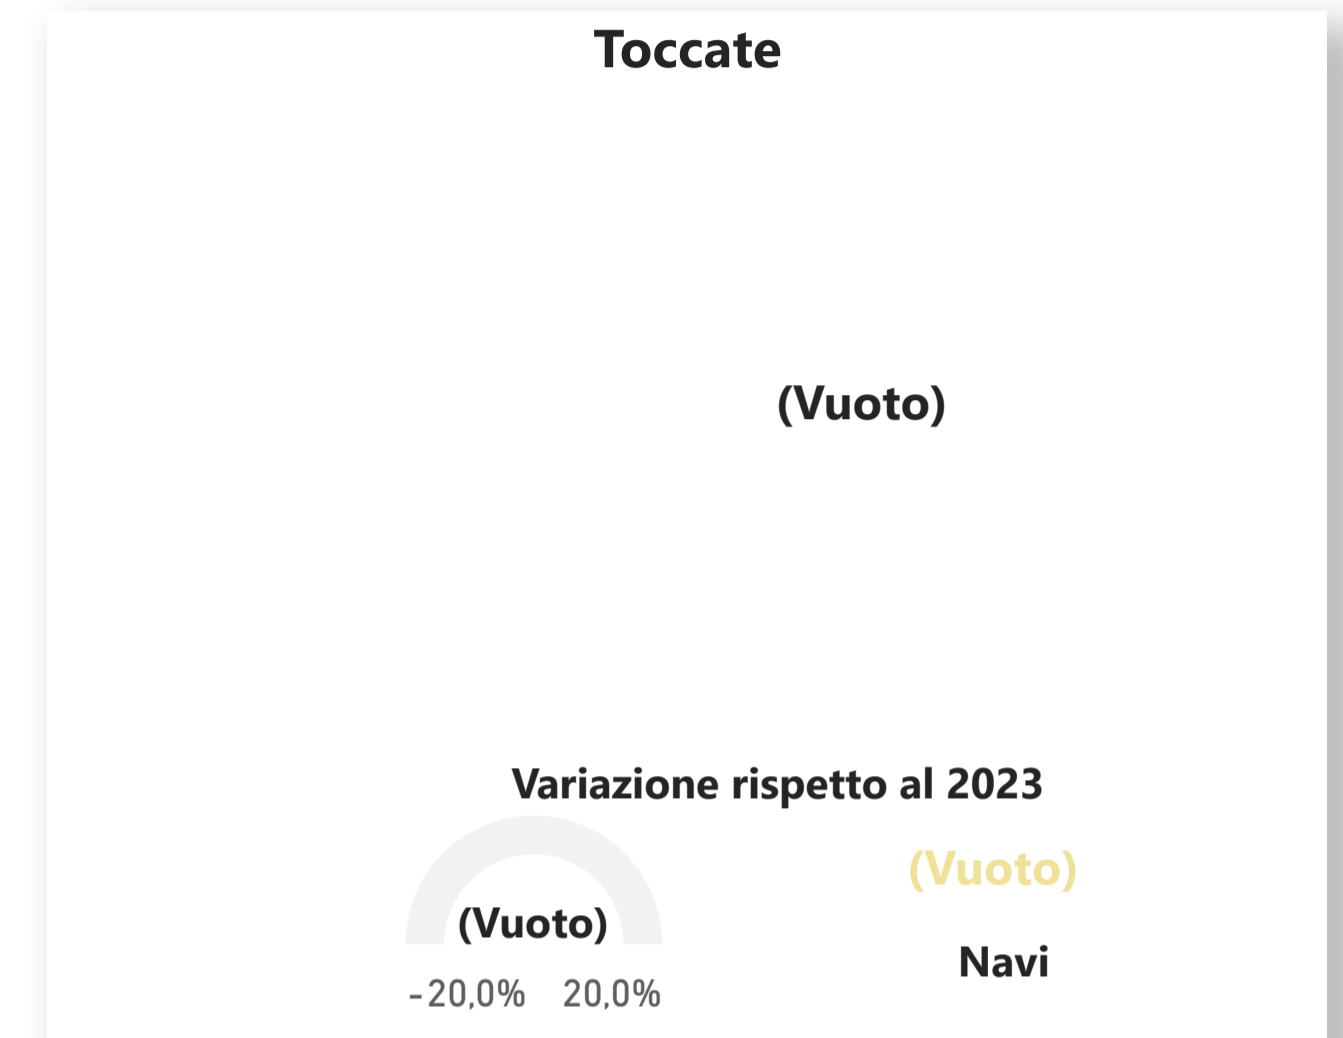 Toccate
(Vuoto)
Variazione rispetto al 2023
(Vuoto)
(Vuoto)
Navi
-20,0% 20,0%